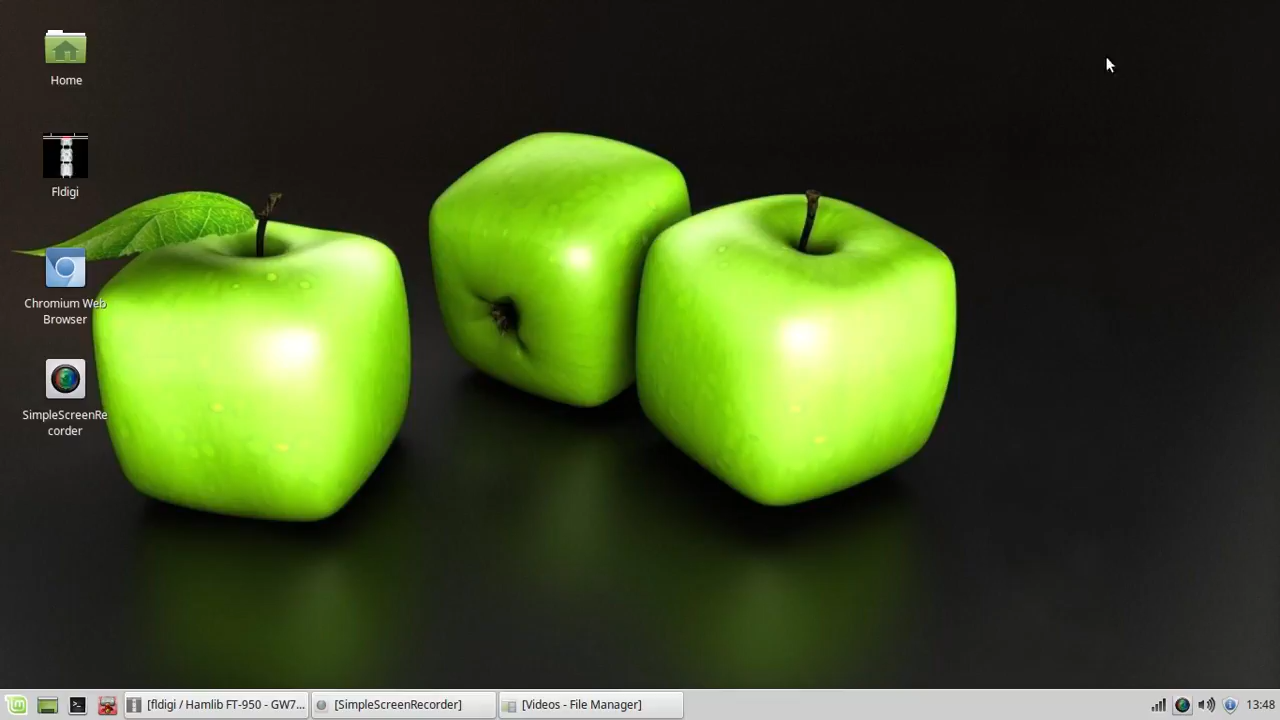 Home
Fldigi
Chromium Web
Browser
SimpleScreenRe
corder
[fldigi / Hamlib FT-950 - GW7...
[SimpleScreenRecorder]
[Videos - File Manager]
13:48